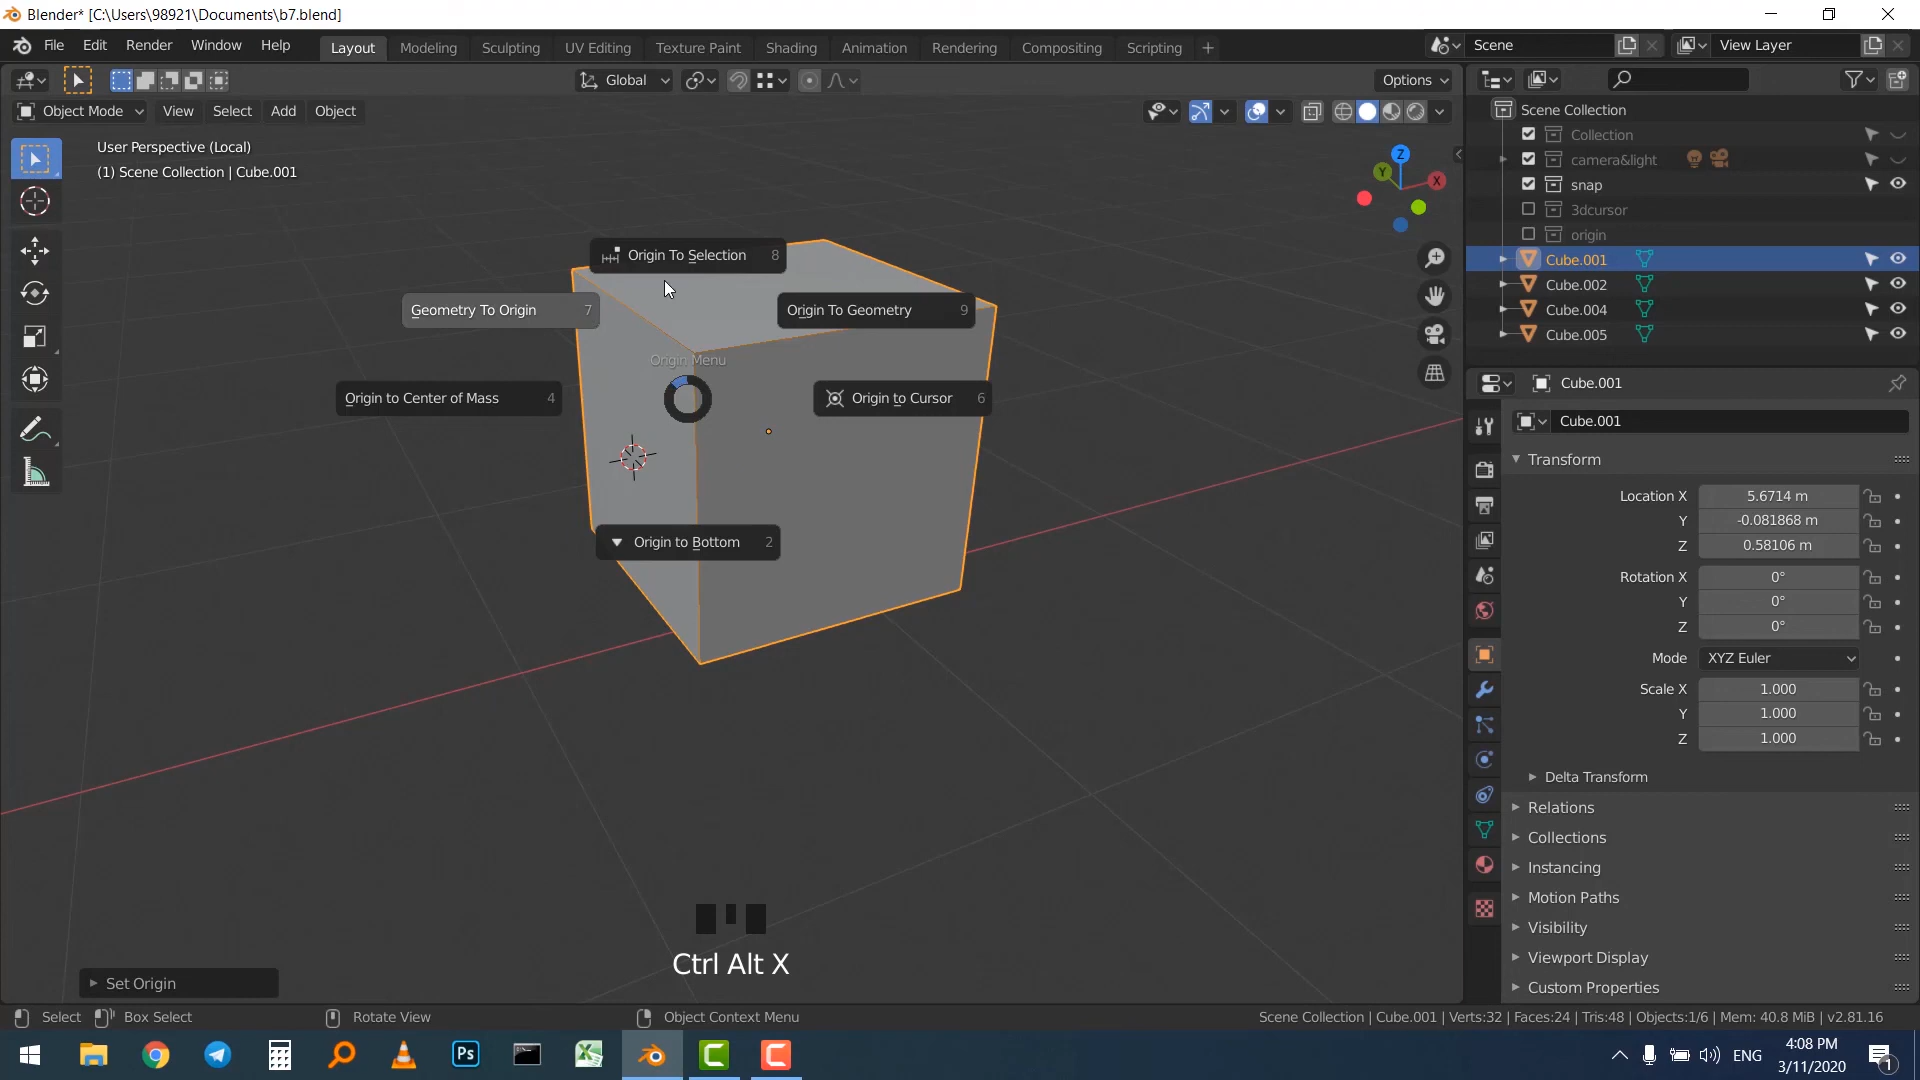 Blender* [C:\Users\98921\Documents\b7.blend]
File Edit Render Window Help Layout Modeling Sculpting UV Editing Texture Paint Shading Animation Rendering Compositing Scripting + Scene View Layer
Global Options
Object Mode View Select Add Object
User Perspective (Local)
(1) Scene Collection | Cube.001
Z
Y
X
Origin To Selection 8
Geometry To Origin 7
Origin To Geometry 9
Origin Menu
Origin to Center of Mass 4
Origin to Cursor 6
Origin to Bottom 2
Ctrl Alt X
Set Origin
Scene Collection
Collection
camera&light
snap
3dcursor
origin
Cube.001
Cube.002
Cube.004
Cube.005
Cube.001
Cube.001
Transform
Location X 5.6714 m
Y -0.081868 m
Z 0.58106 m
Rotation X 0°
Y 0°
Z 0°
Mode XYZ Euler
Scale X 1.000
Y 1.000
Z 1.000
Delta Transform
Relations
Collections
Instancing
Motion Paths
Visibility
Viewport Display
Custom Properties
Select Box Select Rotate View Object Context Menu Scene Collection | Cube.001 | Verts:32 | Faces:24 | Tris:48 | Objects:1/6 | Mem: 40.8 MiB | v2.81.16
Ps
ENG
4:08 PM
3/11/2020
1